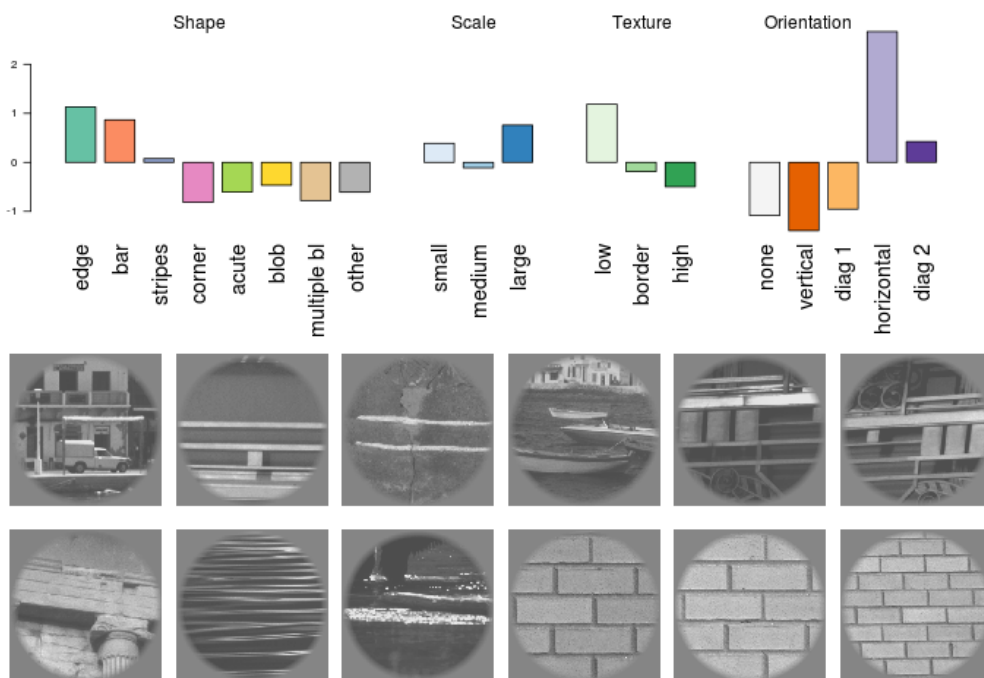 Shape Scale Texture Orientation
2
1
0
-1
edge bar stripes corner acute blob multiple bl other small medium large low border high none vertical diag 1 horizontal diag 2